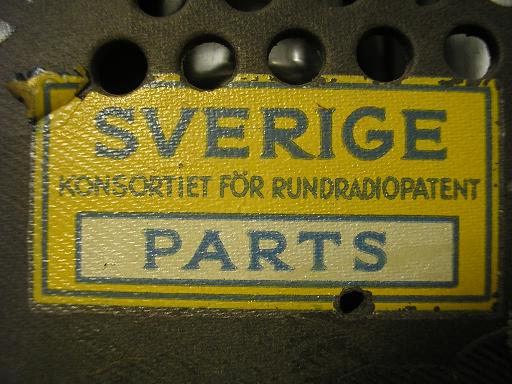 SVERIGE
KONSORTIET FÖR RUNDRADIOPATENT
PARTS